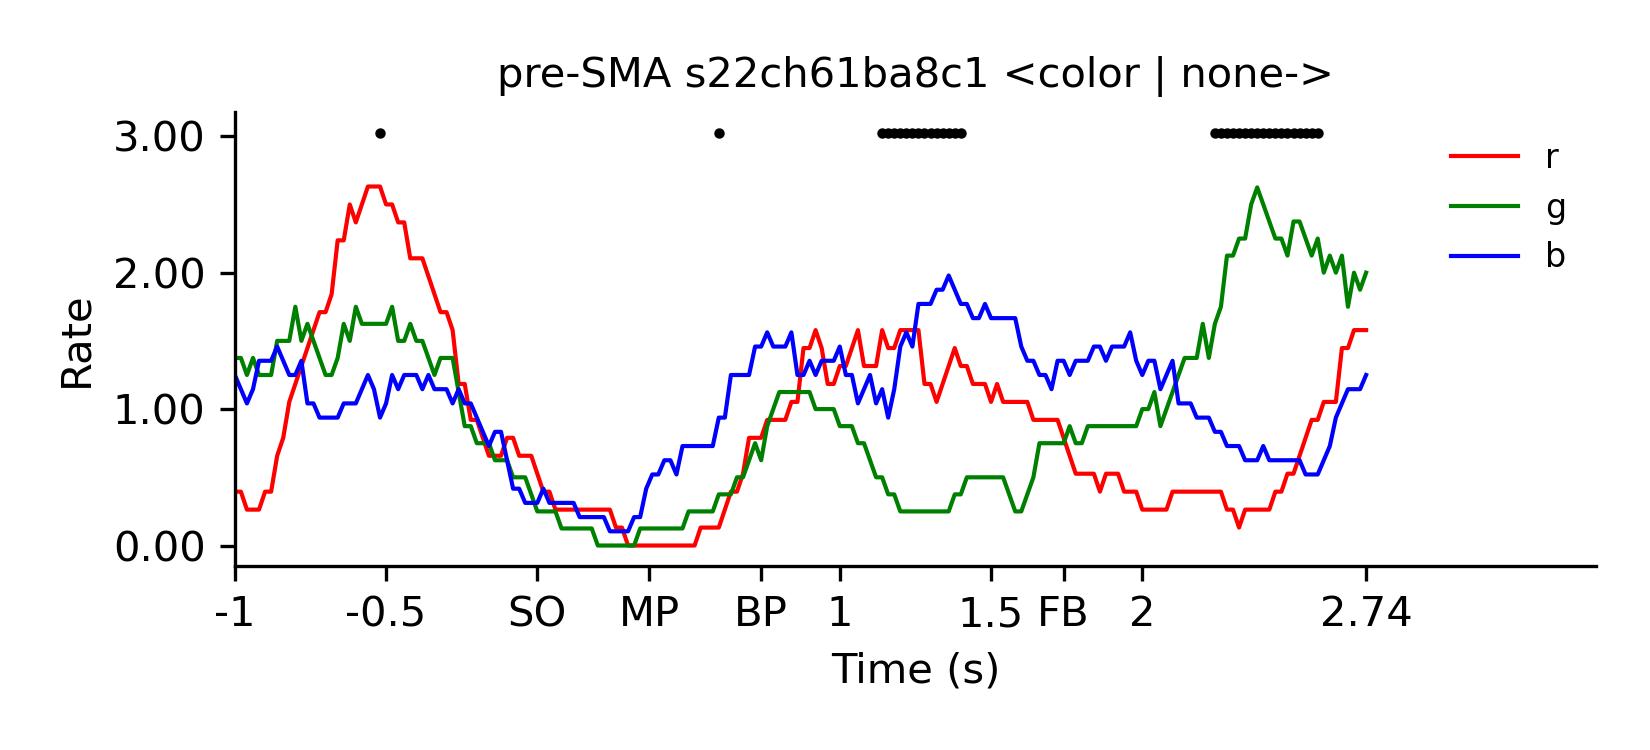 pre-SMA s22ch61ba8c1 <color | none->
3.00
2.00
1.00
0.00
Rate
r
g
b
-1 -0.5 SO MP BP 1 1.5 FB 2 2.74
Time (s)